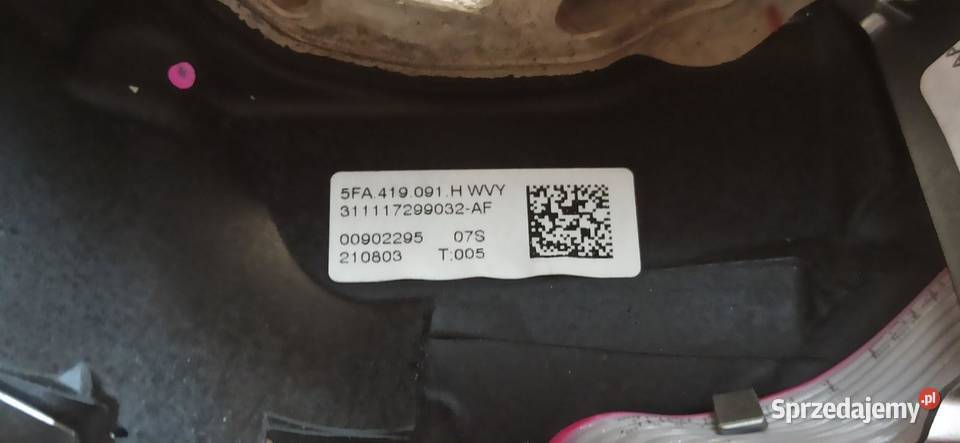 5FA.419.091.H WVY
311117299032-AF
00902295 07S
210803 T:005
Sprzedajemy.pl